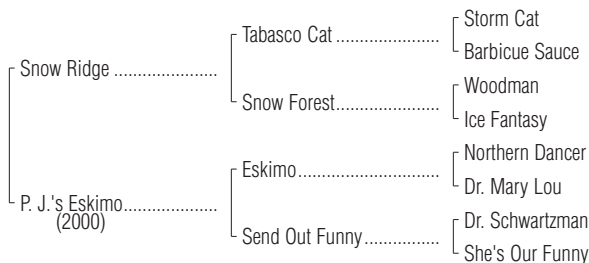 Storm Cat
Tabasco Cat ......................
Barbicue Sauce
Snow Ridge ......................
Woodman
Snow Forest......................
Ice Fantasy
Northern Dancer
Eskimo..............................
Dr. Mary Lou
P. J.'s Eskimo....................
(2000)
Dr. Schwartzman
Send Out Funny................
She's Our Funny